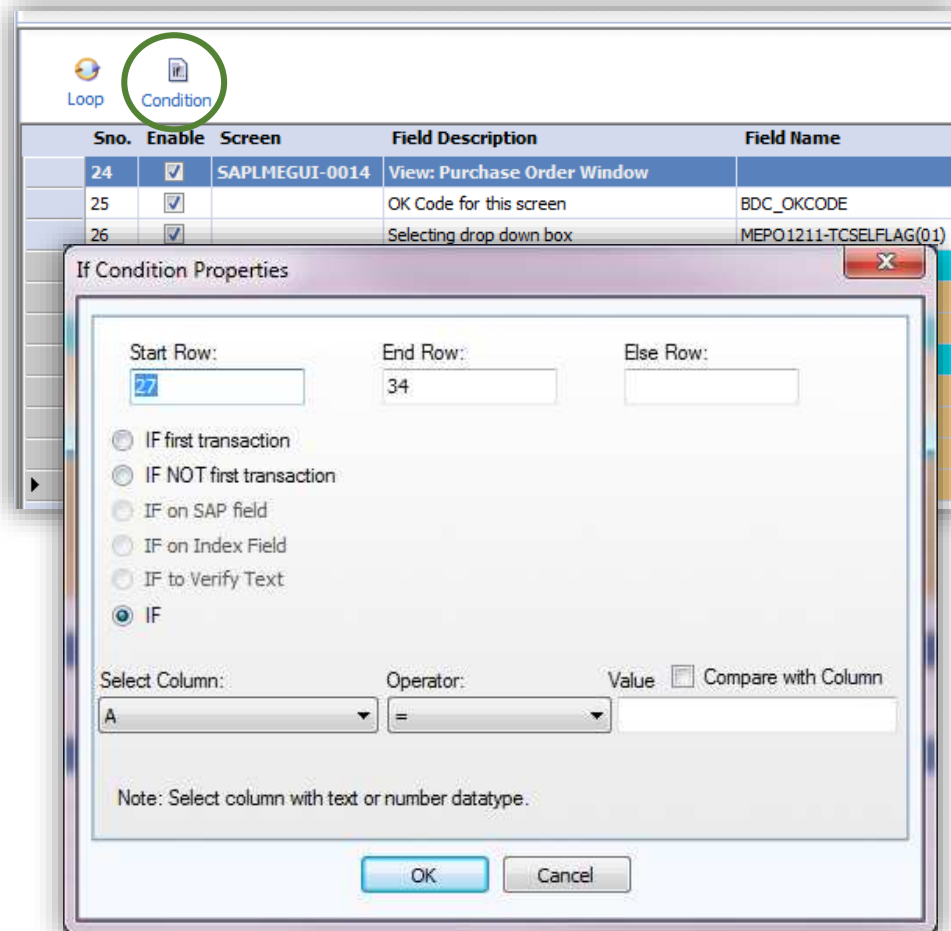 Loop Condition
Sno. Enable Screen Field Description Field Name
24 SAPLMEGUI-0014 View: Purchase Order Window
25 OK Code for this screen BDC_OKCODE
26 Selecting drop down box MEPO1211-TCSELFLAG(01)
If Condition Properties
Start Row: End Row: Else Row:
27 34
IF first transaction
IF NOT first transaction
IF on SAP field
IF on Index Field
IF to Verify Text
IF
Select Column: Operator: Value Compare with Column
A =
Note: Select column with text or number datatype.
OK Cancel